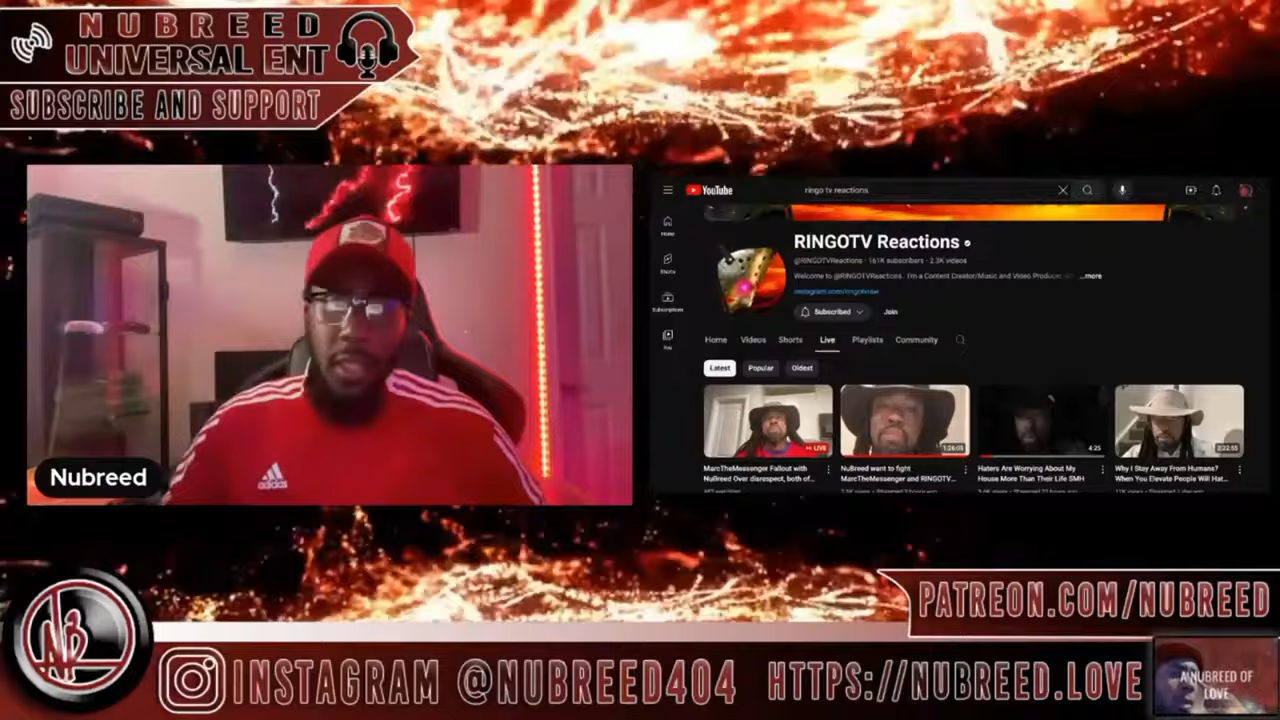 NUBREED
UNIVERSAL ENT
SUBSCRIBE AND SUPPORT
adidas
Nubreed
YouTube
ringo tv reactions
Home
Shorts
Subscriptions
You
RINGOTV Reactions
@RINGOTVReactions · 161K subscribers · 2.3K videos
Welcome to @RINGOTVReactions. I'm a Content Creator/Music and Video Producer ...more
Subscribed
Join
Home Videos Shorts Live Playlists Community
Latest Popular Oldest
LIVE
1:26:03
4:25
2:22:55
MarcTheMessenger Fallout with
NuBreed Over disrespect, both of...
NuBreed want to fight
MarcTheMessenger and RINGOTV...
Haters Are Worrying About My
House More Than Their Life SMH
Why I Stay Away From Humans?
When You Elevate People Will Hat...
PATREON.COM/NUBREED
NB
INSTAGRAM @NUBREED404
HTTPS://NUBREED.LOVE
A NUBREED OF
LOVE